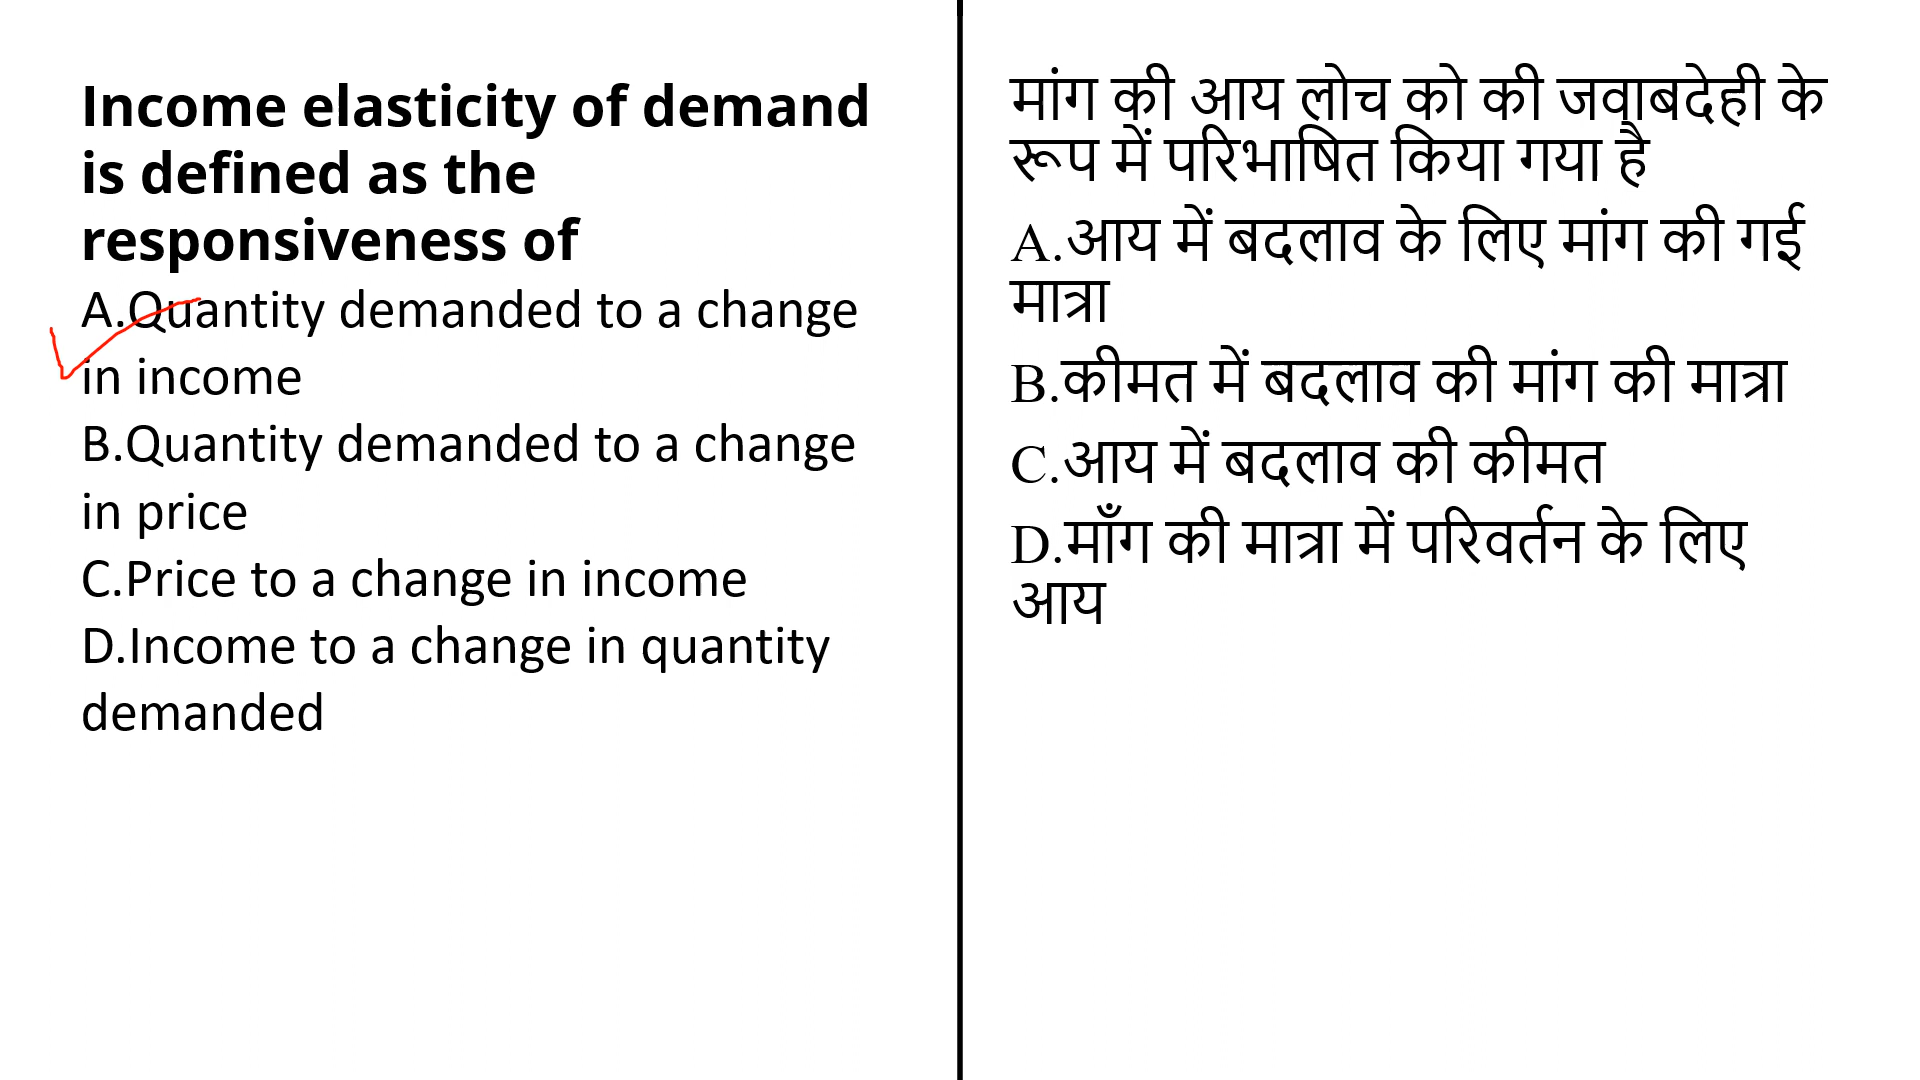 Income elasticity of demand
is defined as the
responsiveness of
A.Quantity demanded to a change
in income
B.Quantity demanded to a change
in price
C.Price to a change in income
D.Income to a change in quantity
demanded
मांग की आय लोच को की जवाबदेही के
रूप में परिभाषित किया गया है
A.आय में बदलाव के लिए मांग की गई
मात्रा
B.कीमत में बदलाव की मांग की मात्रा
C.आय में बदलाव की कीमत
D.माँग की मात्रा में परिवर्तन के लिए
आय